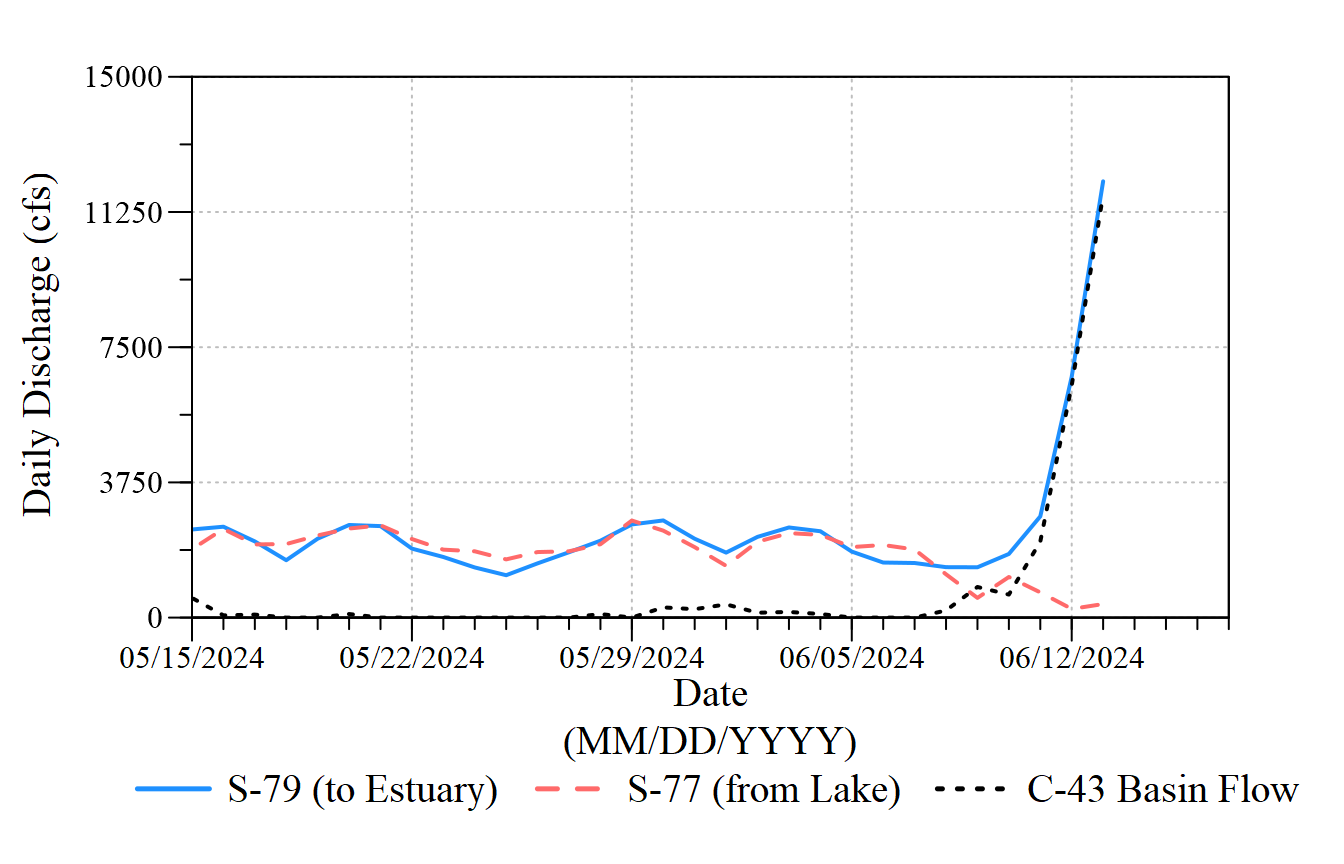 15000
11250
7500
3750
0
Daily Discharge (cfs)
05/15/2024 05/22/2024 05/29/2024 06/05/2024 06/12/2024
Date
(MM/DD/YYYY)
S-79 (to Estuary) S-77 (from Lake) C-43 Basin Flow